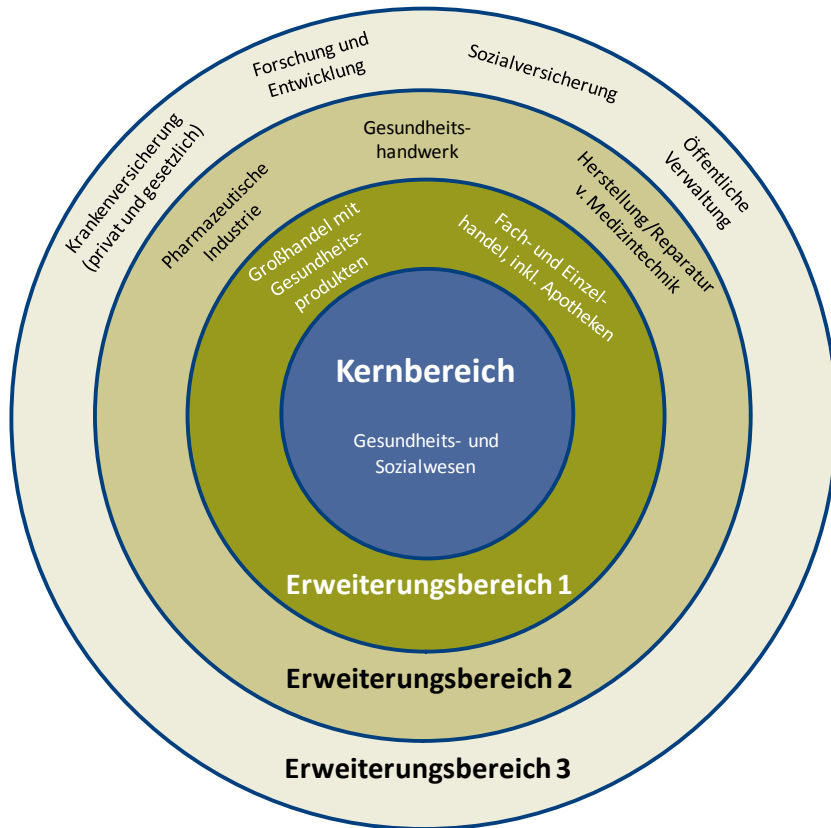 Forschung und
Entwicklung
Sozialversicherung
Krankenversicherung
(privat und gesetzlich)
Öffentliche
Verwaltung
Gesundheits-
handwerk
Pharmazeutische
Industrie
Herstellung/Reparatur
v. Medizintechnik
Großhandel mit
Gesundheits-
produkten
Fach- und Einzel-
handel, inkl. Apotheken
Kernbereich
Gesundheits- und
Sozialwesen
Erweiterungsbereich 1
Erweiterungsbereich 2
Erweiterungsbereich 3